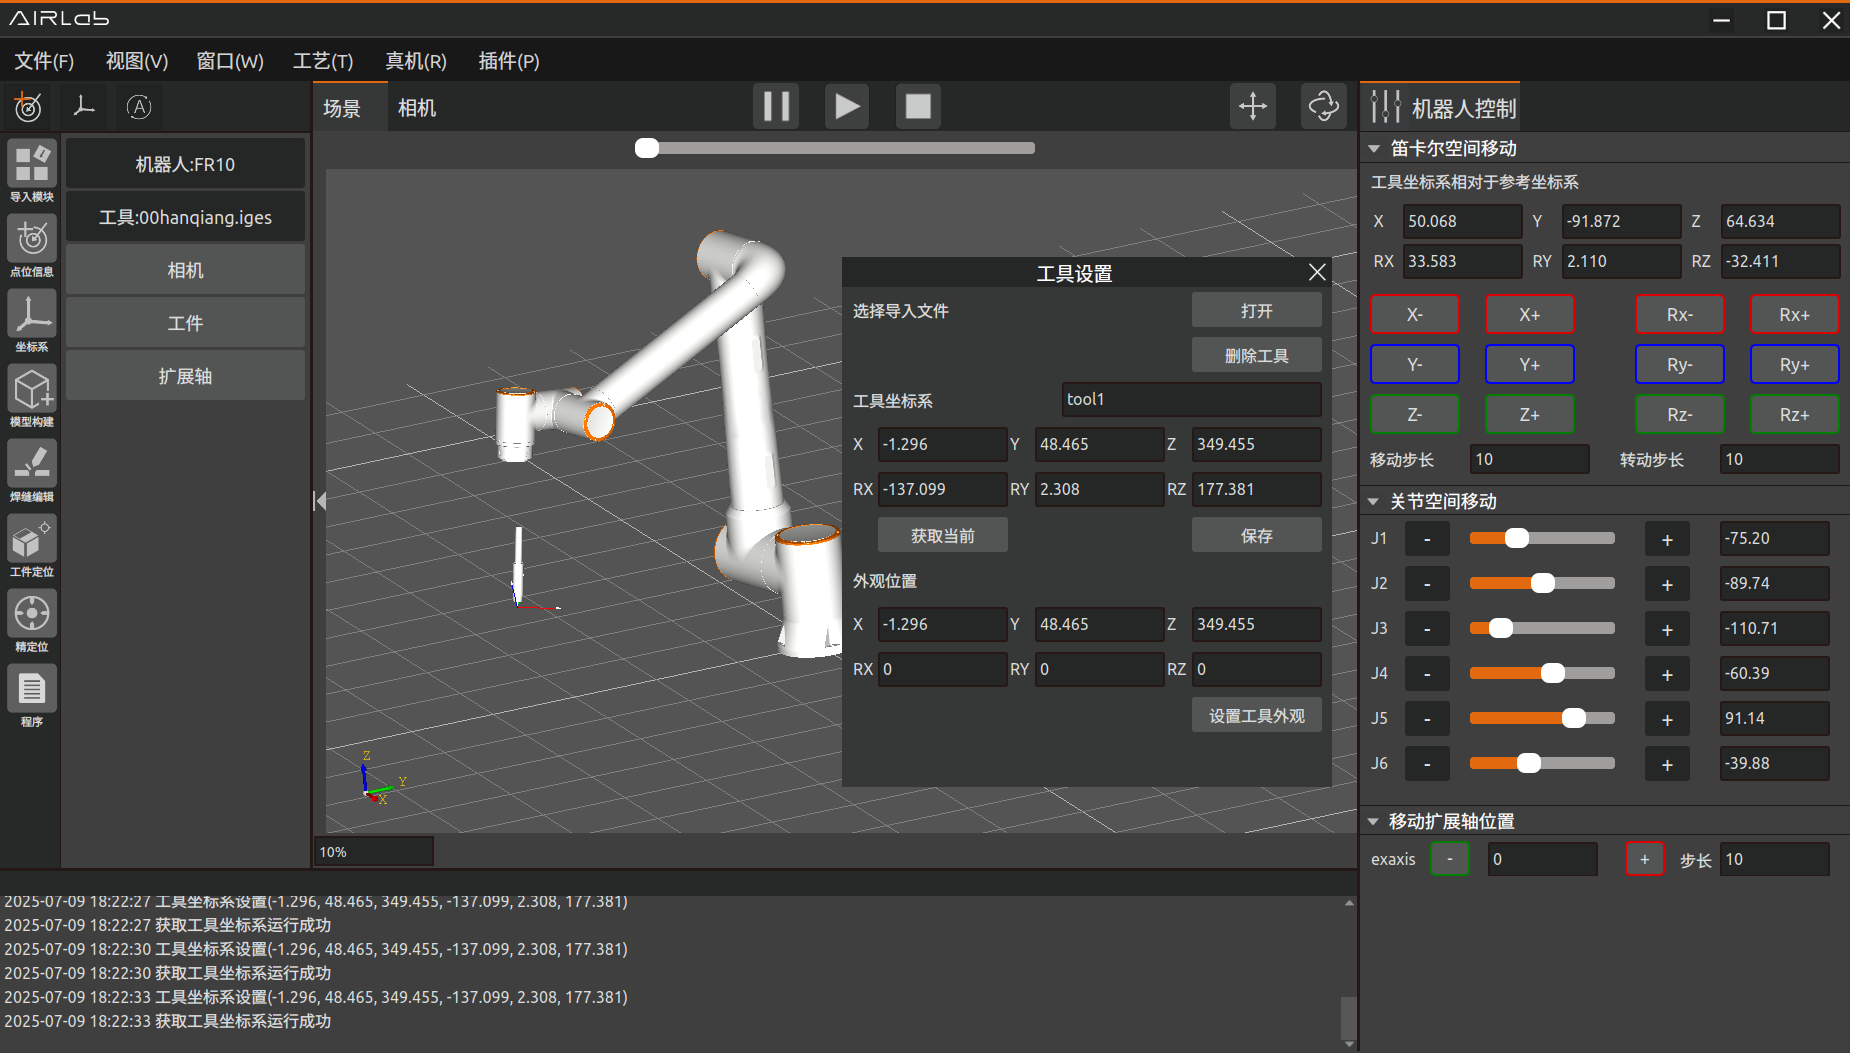 AIRLab
文件(F) 视图(V) 窗口(W) 工艺(T) 真机(R) 插件(P)
A
导入模块
点位信息
坐标系
模型构建
焊缝编辑
工件定位
精定位
程序
机器人:FR10
工具:00hanqiang.iges
相机
工件
扩展轴
场景 相机
Z
Y
X
10%
工具设置
选择导入文件 打开
删除工具
工具坐标系 tool1
X -1.296 Y 48.465 Z 349.455
RX -137.099 RY 2.308 RZ 177.381
获取当前 保存
外观位置
X -1.296 Y 48.465 Z 349.455
RX 0 RY 0 RZ 0
设置工具外观
机器人控制
笛卡尔空间移动
工具坐标系相对于参考坐标系
X 50.068 Y -91.872 Z 64.634
RX 33.583 RY 2.110 RZ -32.411
X- X+ Rx- Rx+
Y- Y+ Ry- Ry+
Z- Z+ Rz- Rz+
移动步长 10 转动步长 10
关节空间移动
J1 - + -75.20
J2 - + -89.74
J3 - + -110.71
J4 - + -60.39
J5 - + 91.14
J6 - + -39.88
移动扩展轴位置
exaxis - 0 + 步长 10
2025-07-09 18:22:27 工具坐标系设置(-1.296, 48.465, 349.455, -137.099, 2.308, 177.381)
2025-07-09 18:22:27 获取工具坐标系运行成功
2025-07-09 18:22:30 工具坐标系设置(-1.296, 48.465, 349.455, -137.099, 2.308, 177.381)
2025-07-09 18:22:30 获取工具坐标系运行成功
2025-07-09 18:22:33 工具坐标系设置(-1.296, 48.465, 349.455, -137.099, 2.308, 177.381)
2025-07-09 18:22:33 获取工具坐标系运行成功